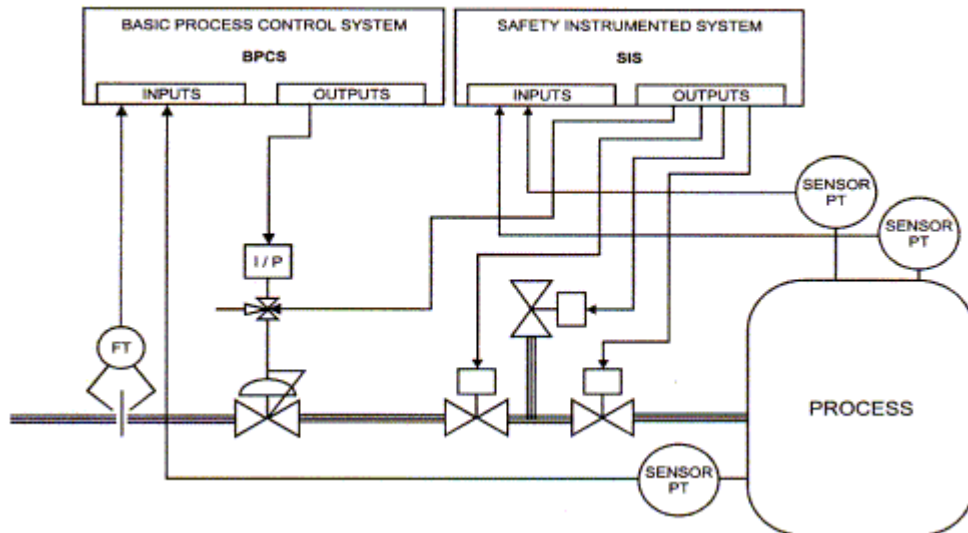 BASIC PROCESS CONTROL SYSTEM
BPCS
INPUTS
OUTPUTS
SAFETY INSTRUMENTED SYSTEM
SIS
INPUTS
OUTPUTS
SENSOR
PT
SENSOR
PT
I / P
FT
PROCESS
SENSOR
PT